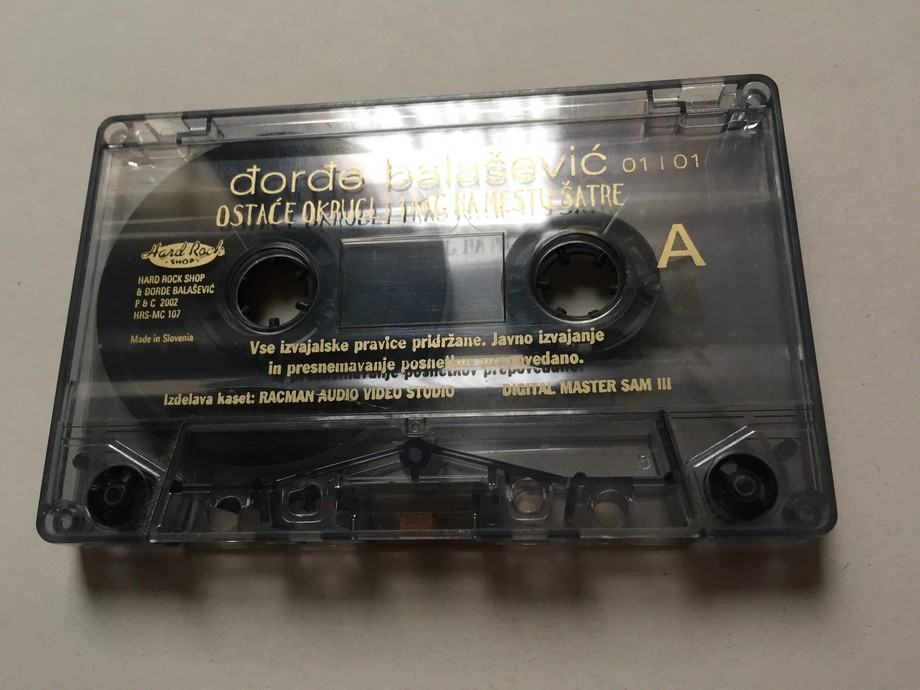 đorđe balašević 01 I 01
OSTAĆE OKRUGLI TRAG NA MESTU ŠATRE
A
Hard Rock
SHOP
HARD ROCK SHOP
& ĐORĐE BALAŠEVIĆ
P & C 2002
HRS-MC 107
Made in Slovenia
Vse izvajalske pravice pridržane. Javno izvajanje
in presnemavanje posnetkov prepovedano.
Izdelava kaset: RACMAN AUDIO VIDEO STUDIO DIGITAL MASTER SAM III
5